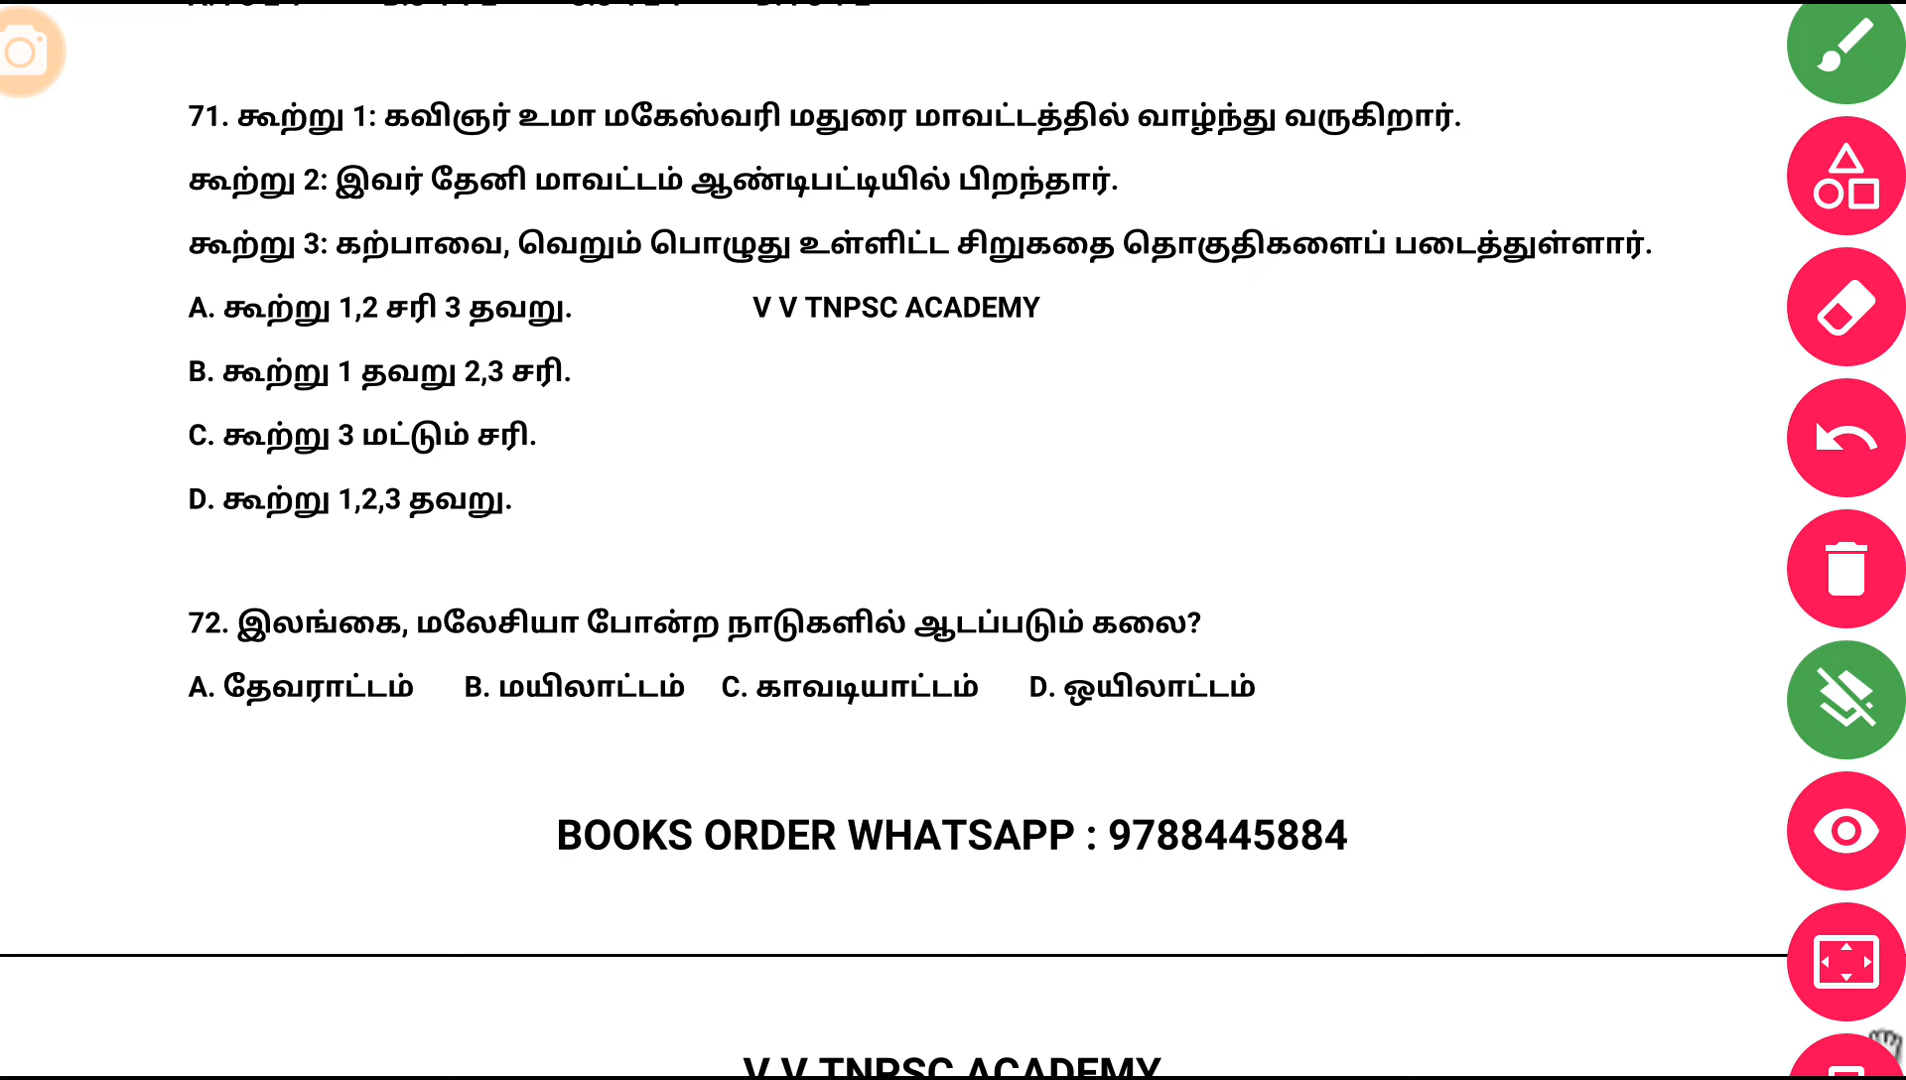 71. கூற்று 1: கவிஞர் உமா மகேஸ்வரி மதுரை மாவட்டத்தில் வாழ்ந்து வருகிறார்.
கூற்று 2: இவர் தேனி மாவட்டம் ஆண்டிபட்டியில் பிறந்தார்.
கூற்று 3: கற்பாவை, வெறும் பொழுது உள்ளிட்ட சிறுகதை தொகுதிகளைப் படைத்துள்ளார்.
A. கூற்று 1,2 சரி 3 தவறு. V V TNPSC ACADEMY
B. கூற்று 1 தவறு 2,3 சரி.
C. கூற்று 3 மட்டும் சரி.
D. கூற்று 1,2,3 தவறு.
72. இலங்கை, மலேசியா போன்ற நாடுகளில் ஆடப்படும் கலை?
A. தேவராட்டம் B. மயிலாட்டம் C. காவடியாட்டம் D. ஒயிலாட்டம்
BOOKS ORDER WHATSAPP : 9788445884
V V TNPSC ACADEMY